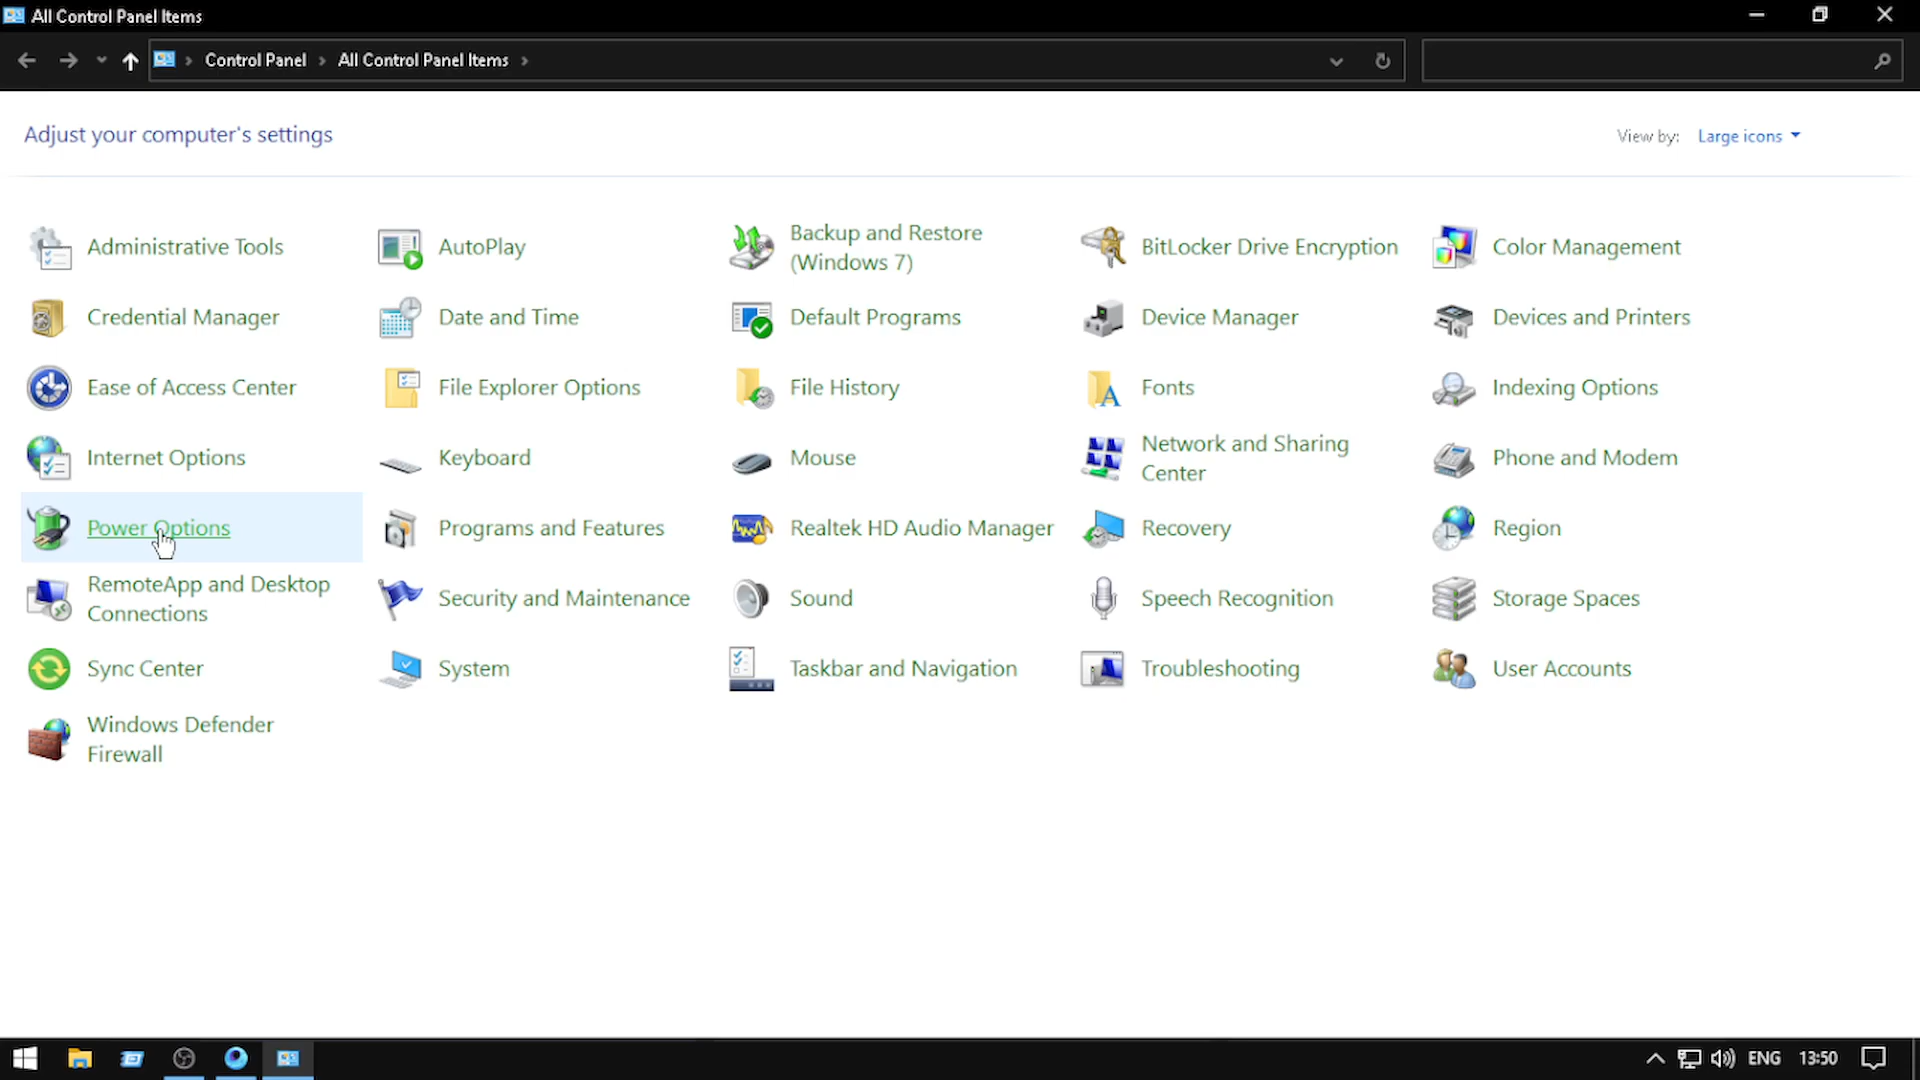 All Control Panel Items
Control Panel
All Control Panel Items
Adjust your computer's settings
View by: Large icons
Administrative Tools
AutoPlay
Backup and Restore
(Windows 7)
BitLocker Drive Encryption
Color Management
Credential Manager
Date and Time
Default Programs
Device Manager
Devices and Printers
Ease of Access Center
File Explorer Options
File History
Fonts
Indexing Options
Internet Options
Keyboard
Mouse
Network and Sharing
Center
Phone and Modem
Power Options
Programs and Features
Realtek HD Audio Manager
Recovery
Region
RemoteApp and Desktop
Connections
Security and Maintenance
Sound
Speech Recognition
Storage Spaces
Sync Center
System
Taskbar and Navigation
Troubleshooting
User Accounts
Windows Defender
Firewall
ENG 13:50